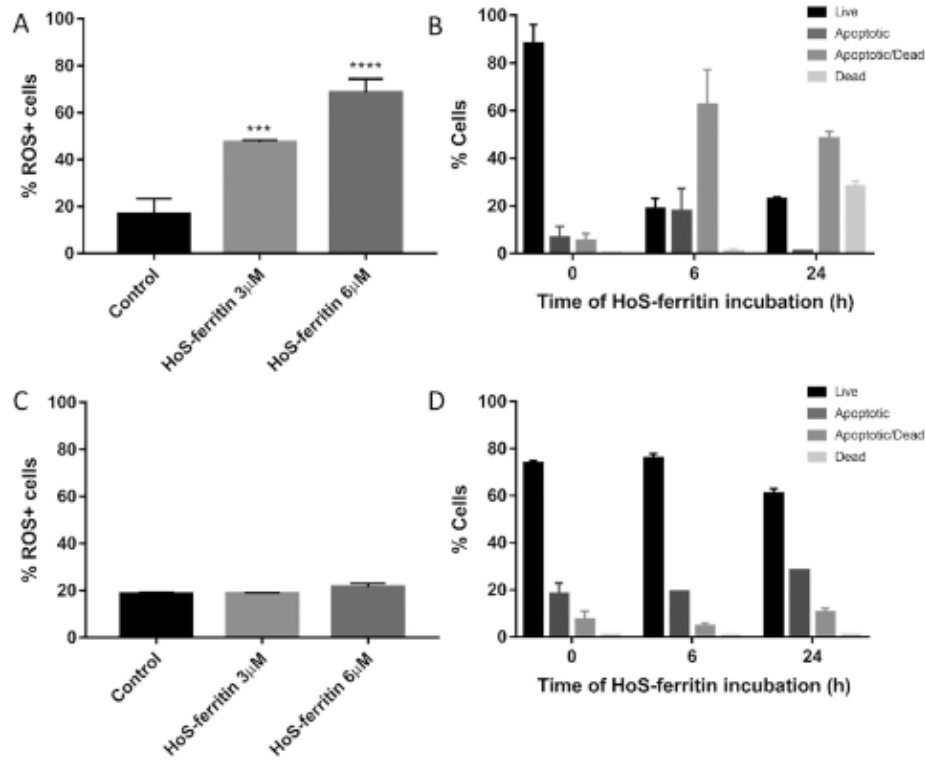 A
100
80
60
40
20
0
% ROS+ cells
***
****
Control
HoS-ferritin 3μM
HoS-ferritin 6μM
B
100
80
60
40
20
0
% Cells
Live
Apoptotic
Apoptotic/Dead
Dead
0 6 24
Time of HoS-ferritin incubation (h)
C
100
80
60
40
20
0
% ROS+ cells
Control
HoS-ferritin 3μM
HoS-ferritin 6μM
D
100
80
60
40
20
0
% Cells
Live
Apoptotic
Apoptotic/Dead
Dead
0 6 24
Time of HoS-ferritin incubation (h)